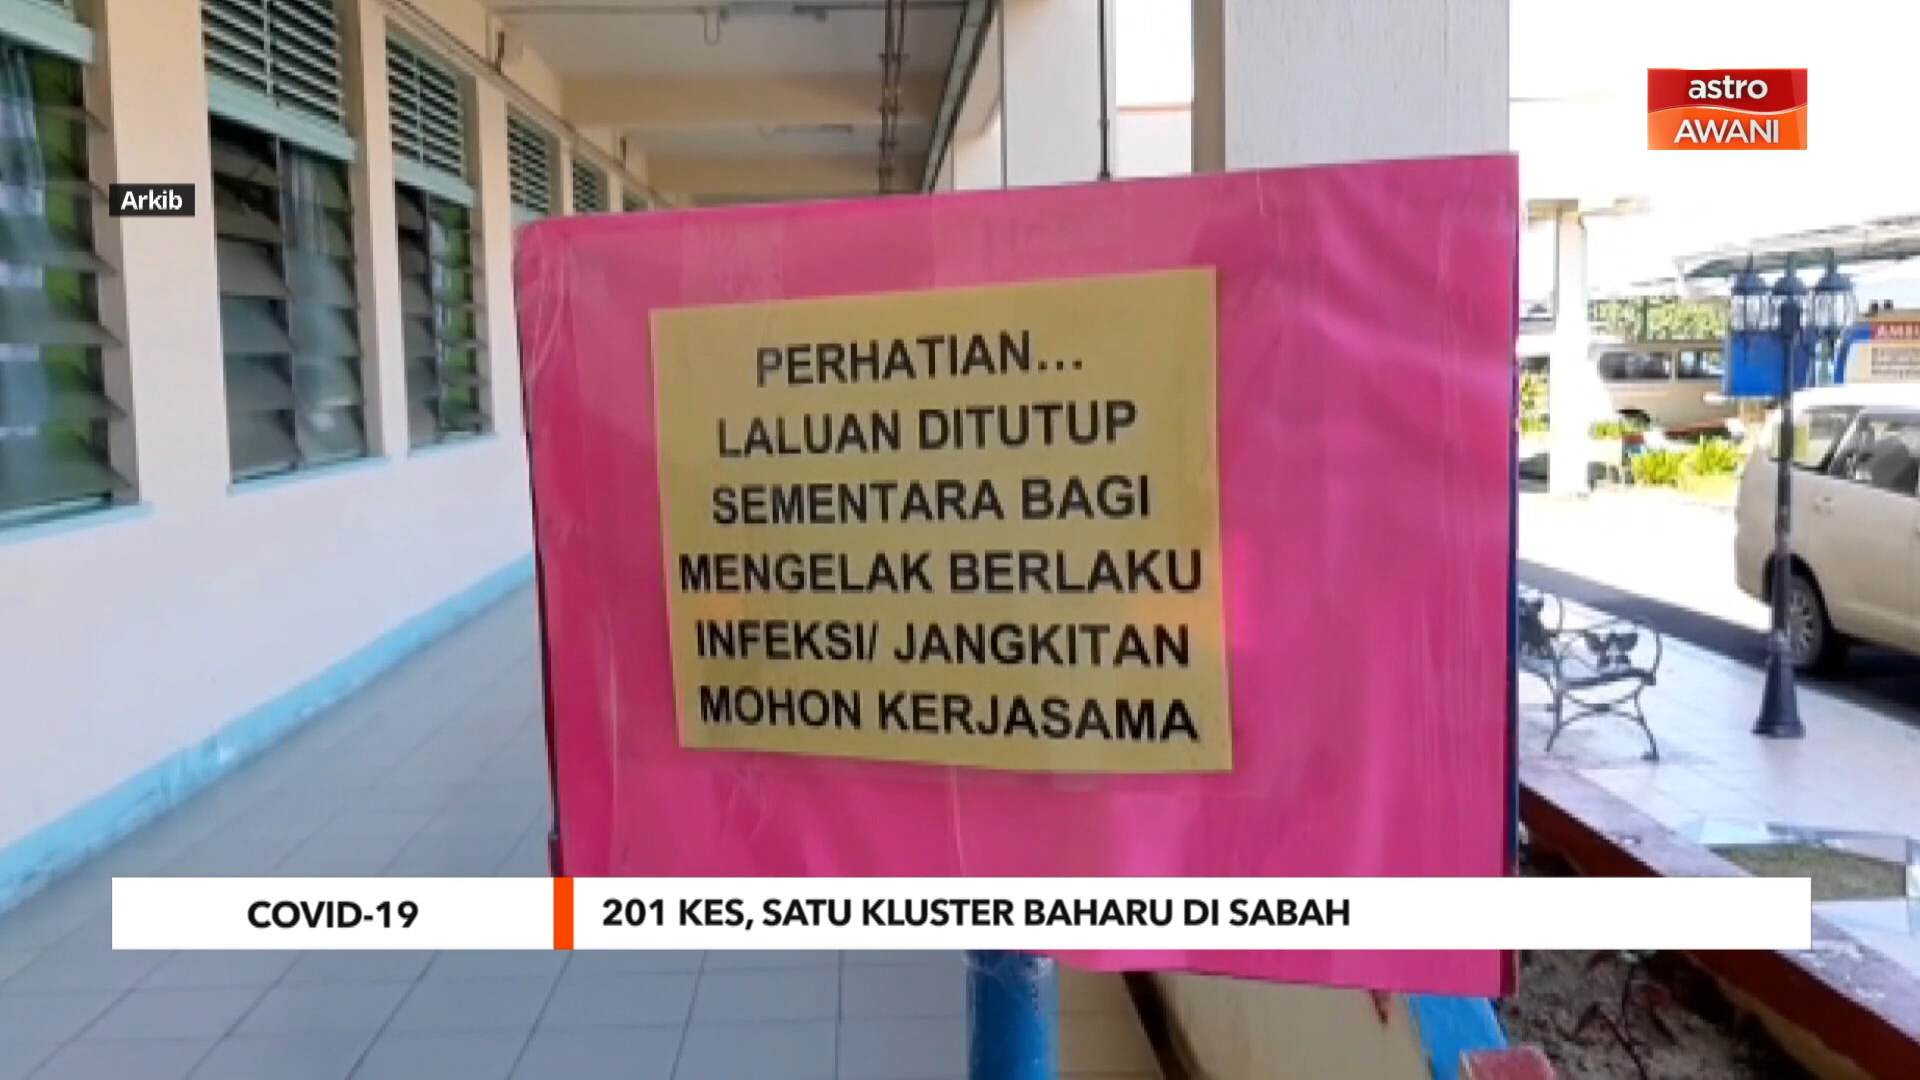 astro
AWANI
Arkib
PERHATIAN...
LALUAN DITUTUP
SEMENTARA BAGI
MENGELAK BERLAKU
INFEKSI/ JANGKITAN
MOHON KERJASAMA
COVID-19
201 KES, SATU KLUSTER BAHARU DI SABAH